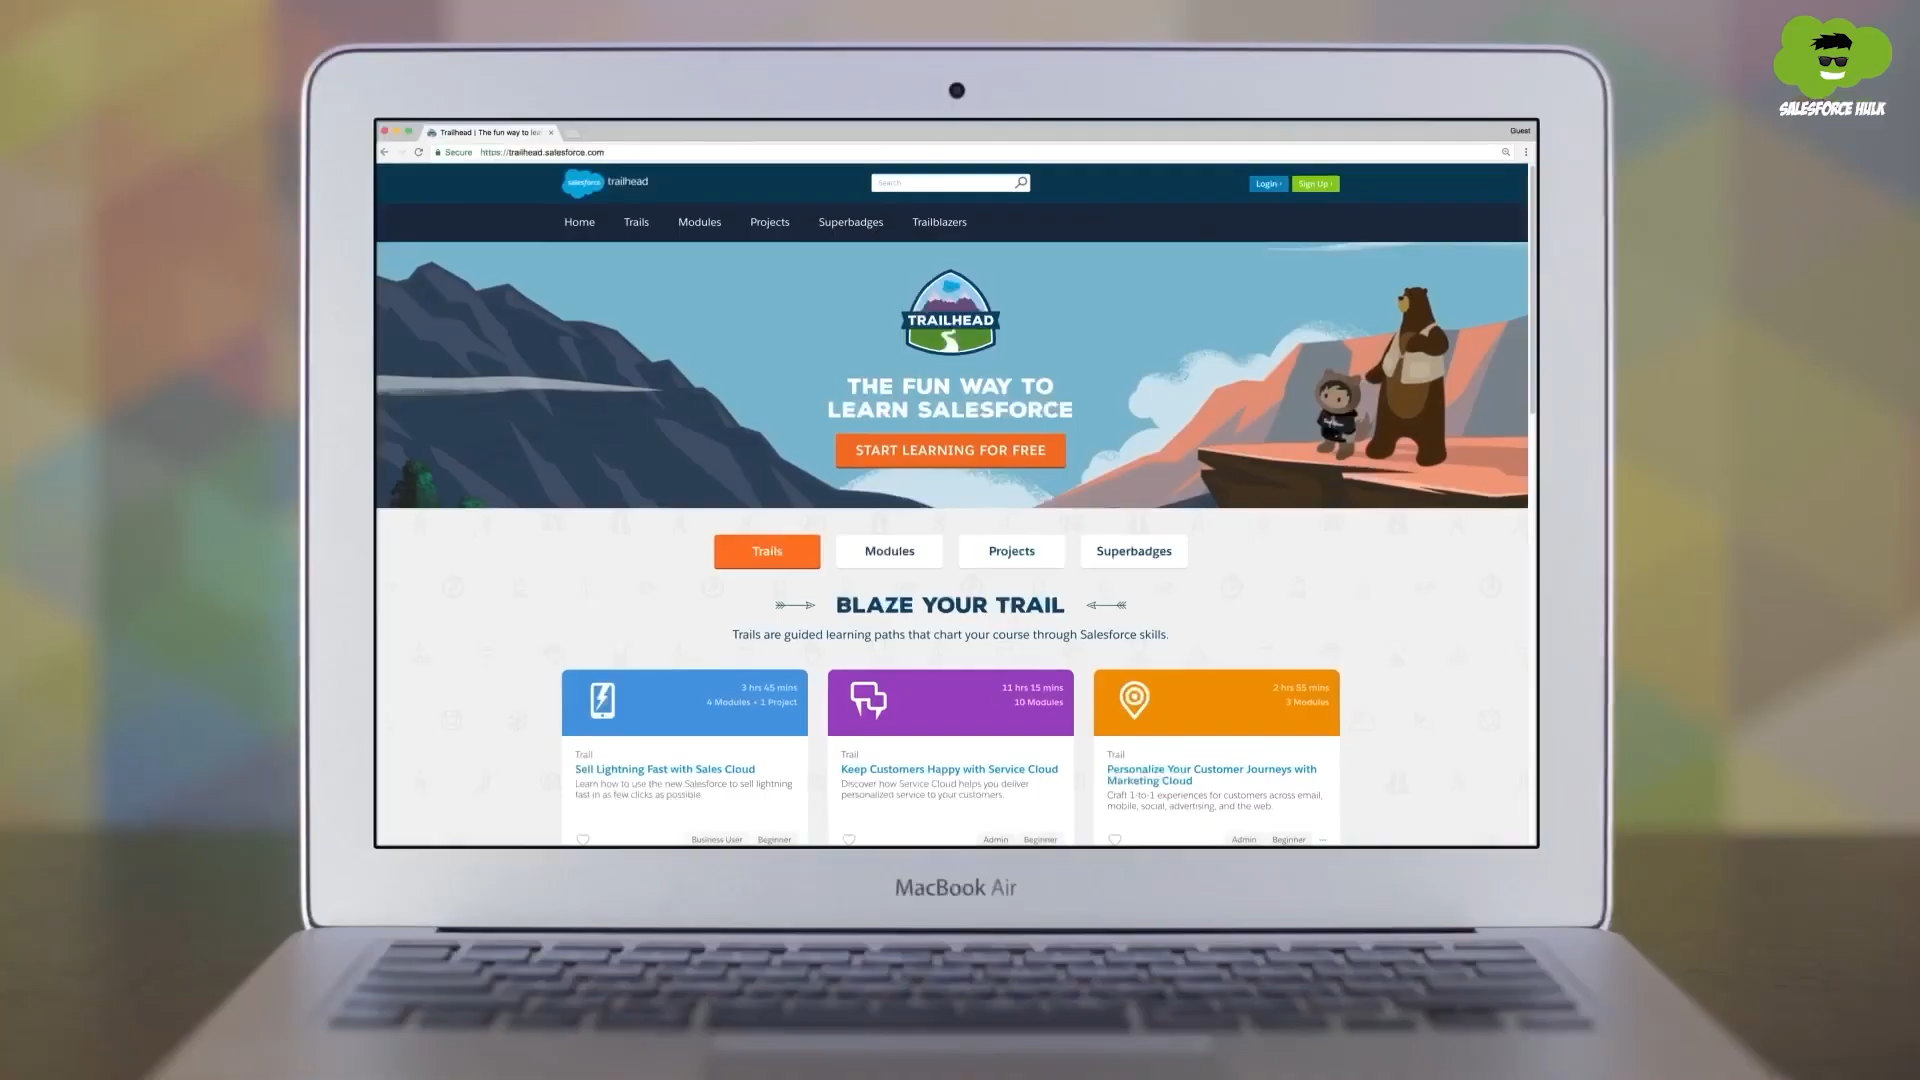 SALESFORCE HULK
Trailhead | The fun way to lea
Guest
Secure https://trailhead.salesforce.com
salesforce trailhead
Search
Login ›
Sign Up ›
Home Trails Modules Projects Superbadges Trailblazers
TRAILHEAD
THE FUN WAY TO
LEARN SALESFORCE
START LEARNING FOR FREE
Trails Modules Projects Superbadges
BLAZE YOUR TRAIL
Trails are guided learning paths that chart your course through Salesforce skills.
3 hrs 45 mins
4 Modules + 1 Project
Trail
Sell Lightning Fast with Sales Cloud
Learn how to use the new Salesforce to sell lightning
fast in as few clicks as possible
Business User Beginner
11 hrs 15 mins
10 Modules
Trail
Keep Customers Happy with Service Cloud
Discover how Service Cloud helps you deliver
personalized service to your customers.
Admin Beginner
2 hrs 55 mins
3 Modules
Trail
Personalize Your Customer Journeys with
Marketing Cloud
Craft 1-to-1 experiences for customers across email,
mobile, social, advertising, and the web.
Admin Beginner ...
MacBook Air